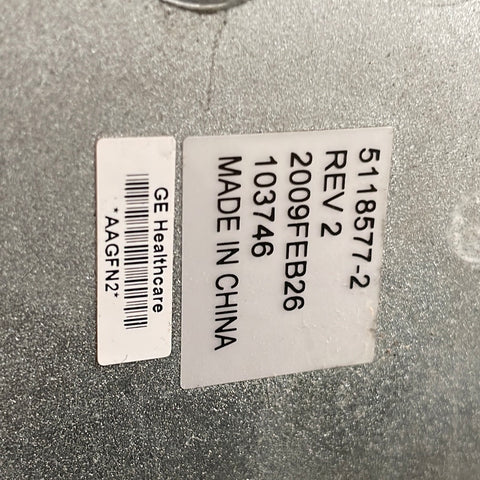 5118577-2
REV 2
2009FEB26
103746
MADE IN CHINA
GE Healthcare
*AAGFN2*